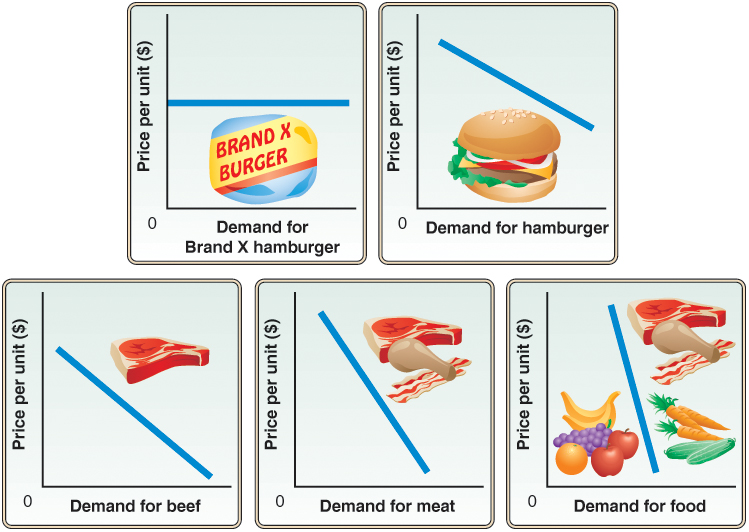 Price per unit ($)
BRAND X
BURGER
0
Demand for
Brand X hamburger
Price per unit ($)
0
Demand for hamburger
Price per unit ($)
0
Demand for beef
Price per unit ($)
0
Demand for meat
Price per unit ($)
0
Demand for food